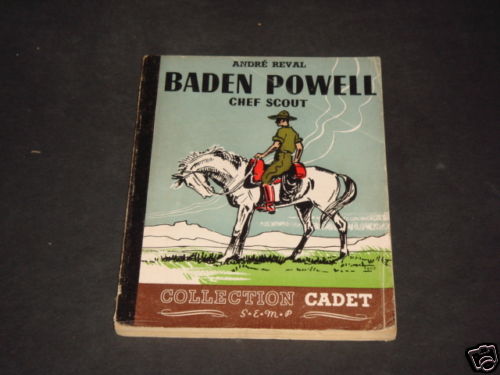 ANDRÉ REVAL
BADEN POWELL
CHEF SCOUT
COLLECTION CADET
S·E·M·P